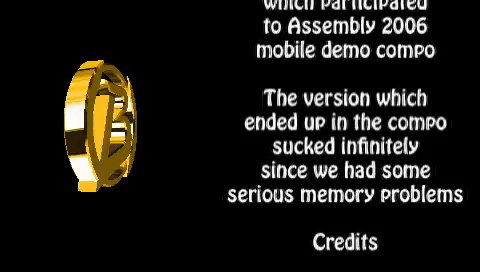 which participated
to Assembly 2006
mobile demo compo
The version which
ended up in the compo
sucked infinitely
since we had some
serious memory problems
Credits